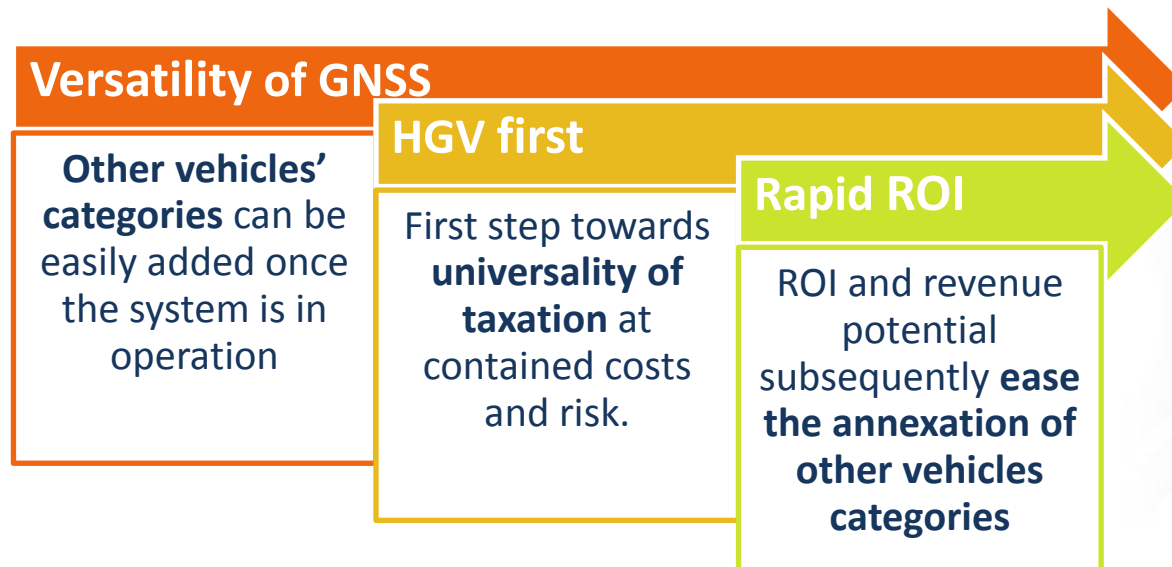 Versatility of GNSS
Other vehicles’
categories can be
easily added once
the system is in
operation
HGV first
First step towards
universality of
taxation at
contained costs
and risk.
Rapid ROI
ROI and revenue
potential
subsequently ease
the annexation of
other vehicles
categories